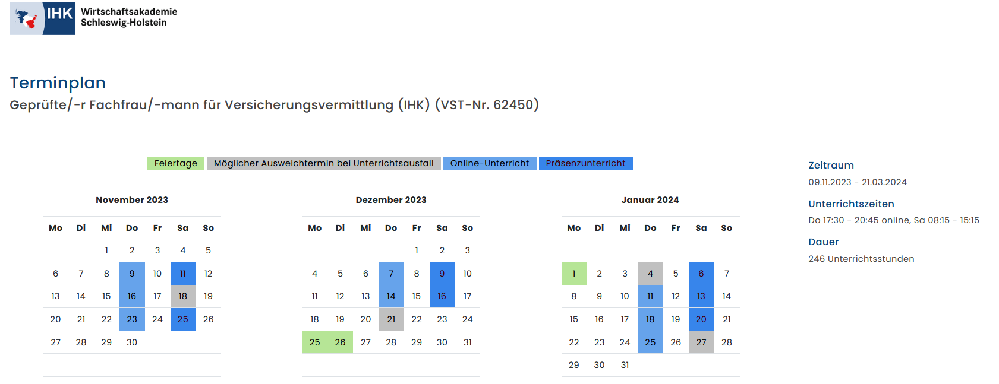 IHK
Wirtschaftsakademie
Schleswig-Holstein
Terminplan
Geprüfte/-r Fachfrau/-mann für Versicherungsvermittlung (IHK) (VST-Nr. 62450)
Feiertage Möglicher Ausweichtermin bei Unterrichtsausfall Online-Unterricht Präsenzunterricht
November 2023
Mo Di Mi Do Fr Sa So
1 2 3 4 5
6 7 8 9 10 11 12
13 14 15 16 17 18 19
20 21 22 23 24 25 26
27 28 29 30
Dezember 2023
Mo Di Mi Do Fr Sa So
1 2 3
4 5 6 7 8 9 10
11 12 13 14 15 16 17
18 19 20 21 22 23 24
25 26 27 28 29 30 31
Januar 2024
Mo Di Mi Do Fr Sa So
1 2 3 4 5 6 7
8 9 10 11 12 13 14
15 16 17 18 19 20 21
22 23 24 25 26 27 28
29 30 31
Zeitraum
09.11.2023 - 21.03.2024
Unterrichtszeiten
Do 17:30 - 20:45 online, Sa 08:15 - 15:15
Dauer
246 Unterrichtsstunden